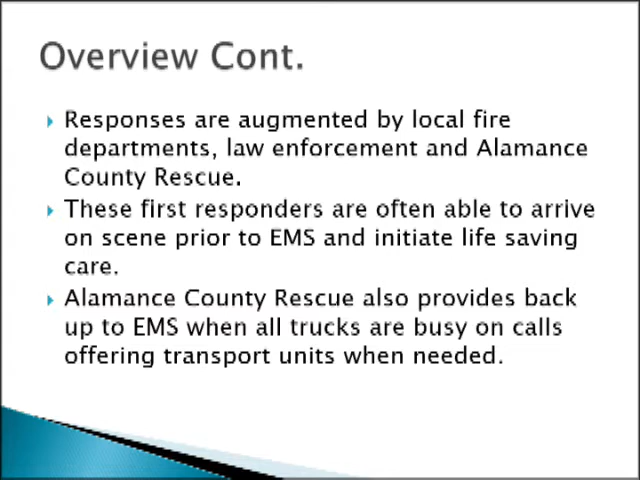 Overview Cont.
Responses are augmented by local fire
departments, law enforcement and Alamance
County Rescue.
These first responders are often able to arrive
on scene prior to EMS and initiate life saving
care.
Alamance County Rescue also provides back
up to EMS when all trucks are busy on calls
offering transport units when needed.